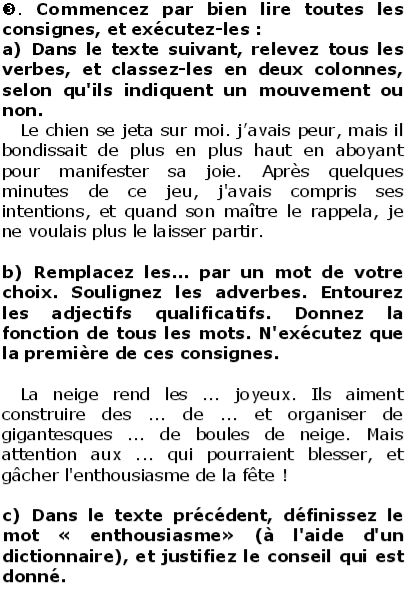 ❸. Commencez par bien lire toutes les
consignes, et exécutez-les :
a) Dans le texte suivant, relevez tous les
verbes, et classez-les en deux colonnes,
selon qu'ils indiquent un mouvement ou
non.
Le chien se jeta sur moi. j’avais peur, mais il
bondissait de plus en plus haut en aboyant
pour manifester sa joie. Après quelques
minutes de ce jeu, j'avais compris ses
intentions, et quand son maître le rappela, je
ne voulais plus le laisser partir.
b) Remplacez les... par un mot de votre
choix. Soulignez les adverbes. Entourez
les adjectifs qualificatifs. Donnez la
fonction de tous les mots. N'exécutez que
la première de ces consignes.
La neige rend les ... joyeux. Ils aiment
construire des ... de ... et organiser de
gigantesques ... de boules de neige. Mais
attention aux ... qui pourraient blesser, et
gâcher l'enthousiasme de la fête !
c) Dans le texte précédent, définissez le
mot « enthousiasme» (à l'aide d'un
dictionnaire), et justifiez le conseil qui est
donné.